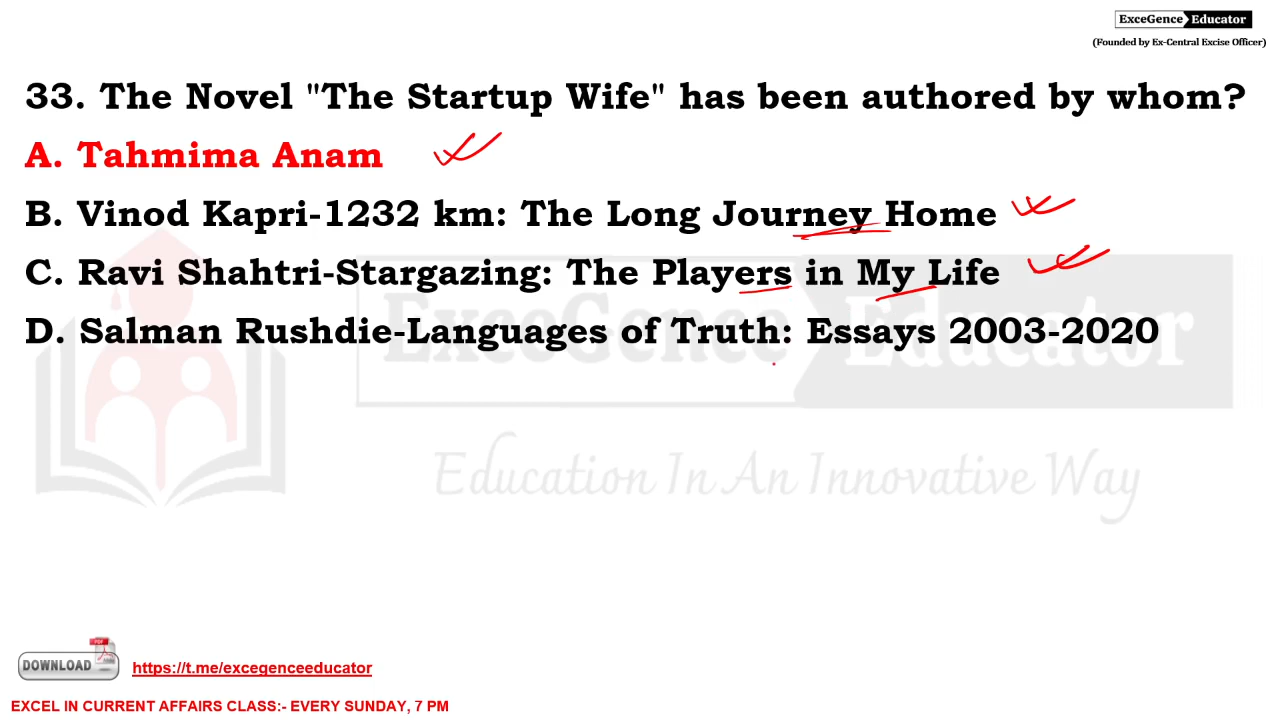 ExceGence Educator
(Founded by Ex-Central Excise Officer)
33. The Novel "The Startup Wife" has been authored by whom?
A. Tahmima Anam
B. Vinod Kapri-1232 km: The Long Journey Home
C. Ravi Shahtri-Stargazing: The Players in My Life
D. Salman Rushdie-Languages of Truth: Essays 2003-2020
ExceGence Educator
Education In An Innovative Way
PDF
DOWNLOAD https://t.me/excegenceeducator
EXCEL IN CURRENT AFFAIRS CLASS:- EVERY SUNDAY, 7 PM